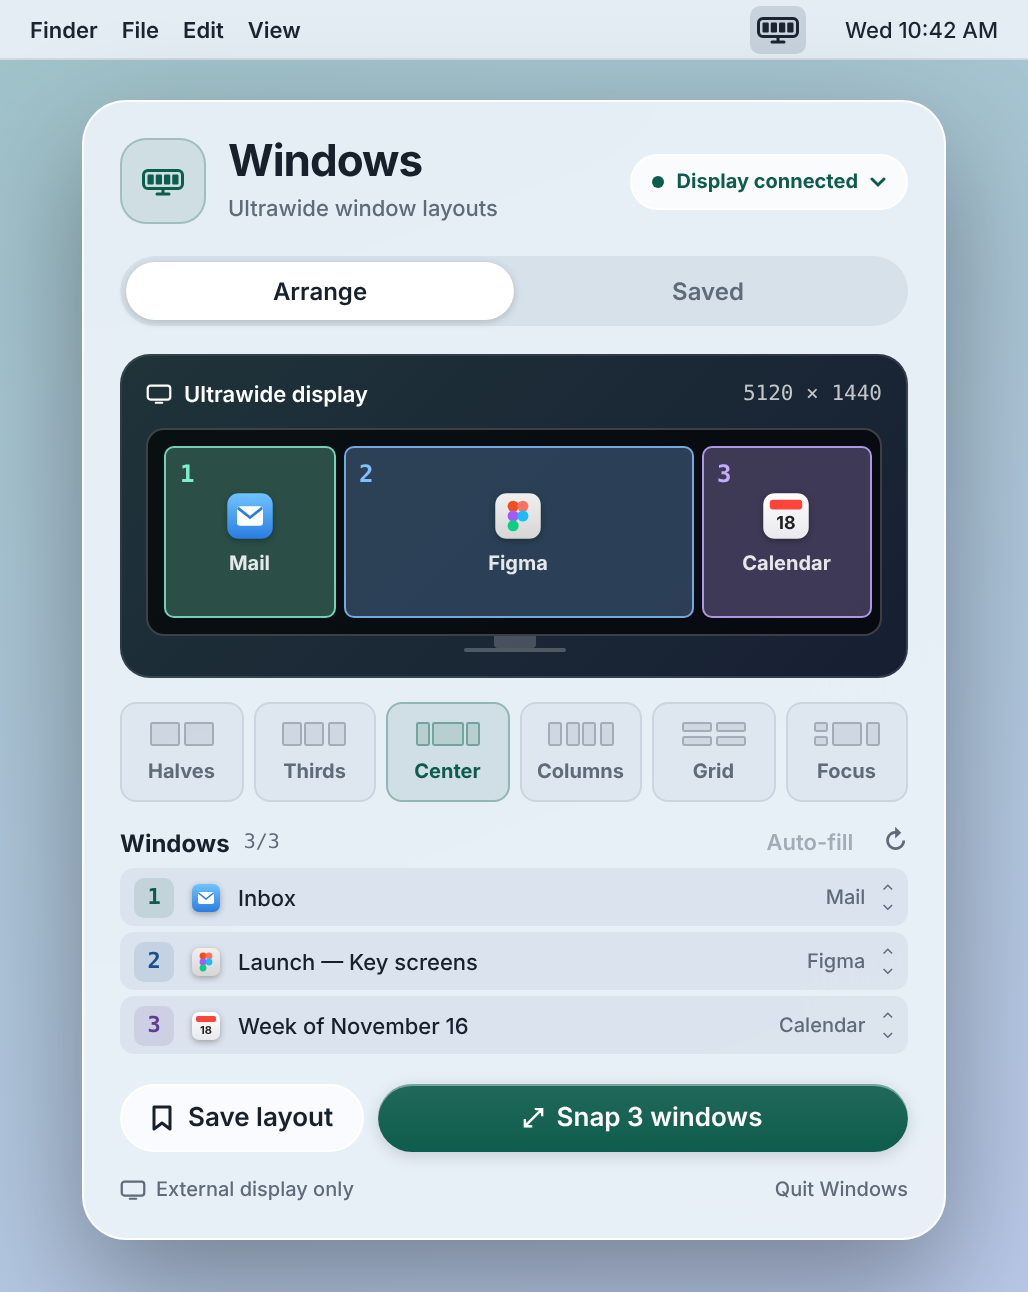 Finder File Edit View Wed 10:42 AM
Windows
Ultrawide window layouts
Display connected
Arrange Saved
Ultrawide display 5120 × 1440
1 2 3
18
Mail Figma Calendar
Halves Thirds Center Columns Grid Focus
Windows 3/3 Auto-fill
1 Inbox Mail
2 Launch — Key screens Figma
3 18 Week of November 16 Calendar
Save layout Snap 3 windows
External display only Quit Windows